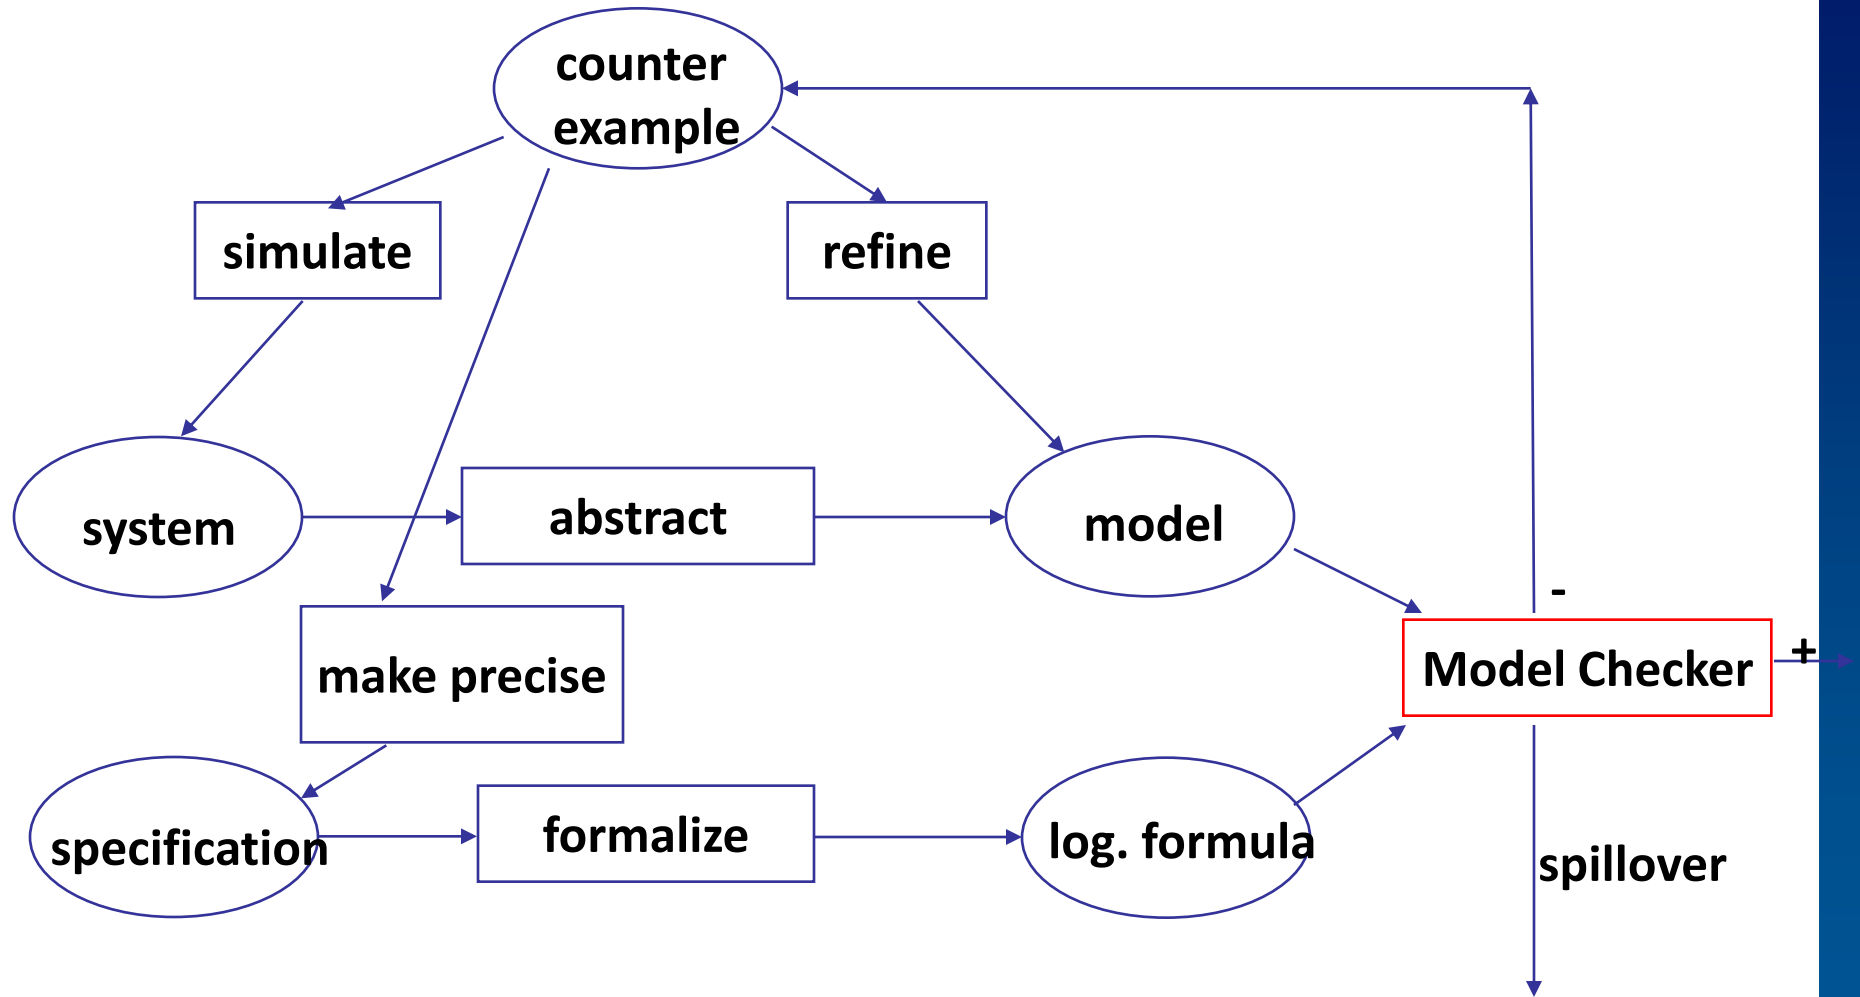 counter
example
simulate
refine
system
abstract
model
-
+
make precise
Model Checker
specification
formalize
log. formula
spillover